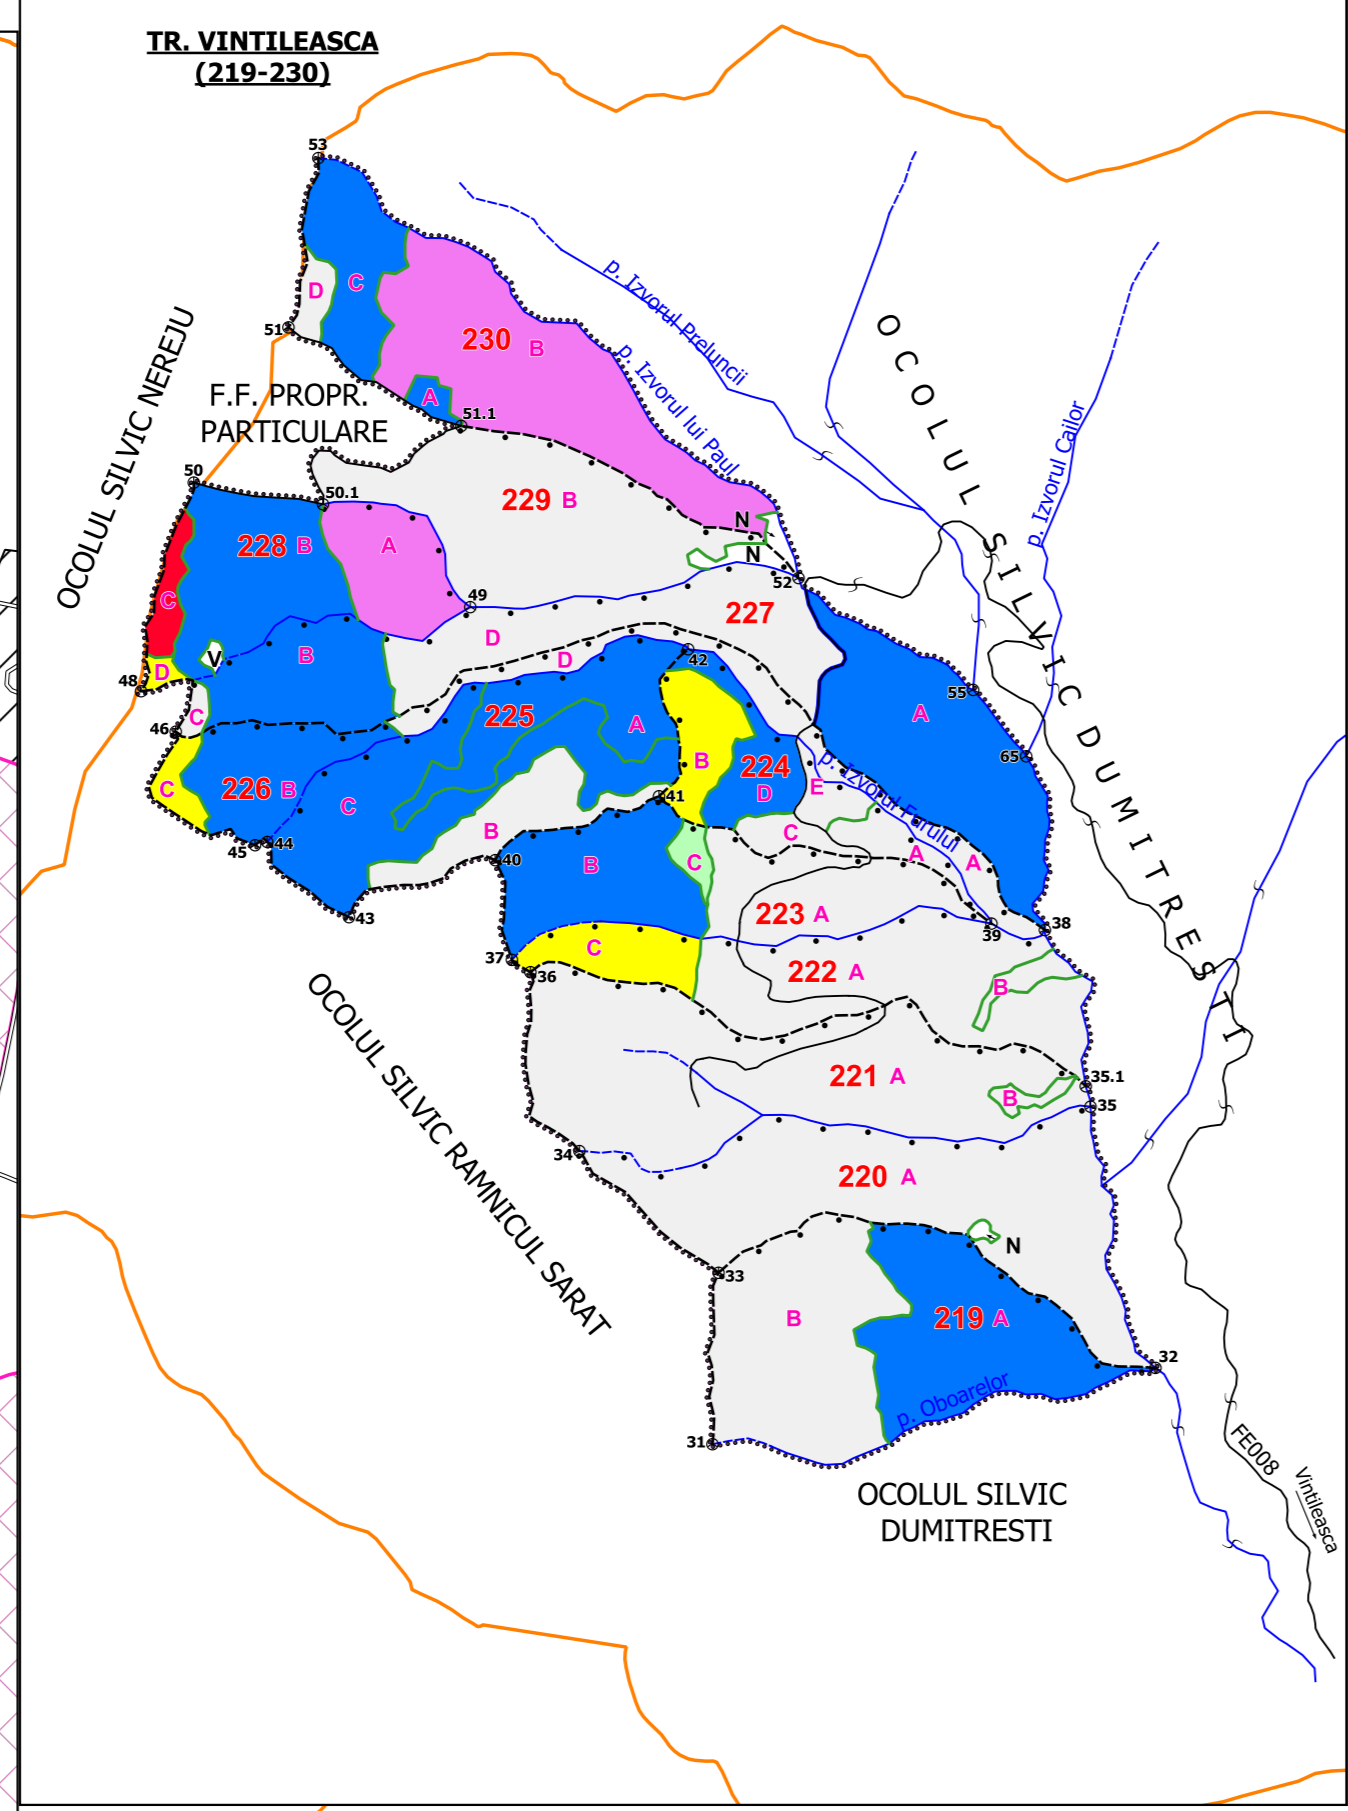 TR. VINTILEASCA
(219-230)
53
D
C
51
230 B
A
51.1
p. Izvorul Preluncii
p. Izvorul lui Paul
OCOLUL SILVIC DUMITRESTI
p. Izvorul Cailor
OCOLUL SILVIC NEREJU
F.F. PROPR.
PARTICULARE
50
50.1
229 B
N
N
228 B
A
C
49
52
227
D
D
V
B
D
48
42
55
A
C
46
225
A
B
224
D
E
65
p. Izvorul Furului
226 B
C
C
41
B
C
A
A
45
44
40
B
C
43
223 A
39
38
37
36
C
222 A
B
OCOLUL SILVIC RAMNICUL SARAT
221 A
35.1
B
35
34
220 A
N
33
B
219 A
32
p. Oboarelor
31
FE008
Vintileasca
OCOLUL SILVIC
DUMITRESTI